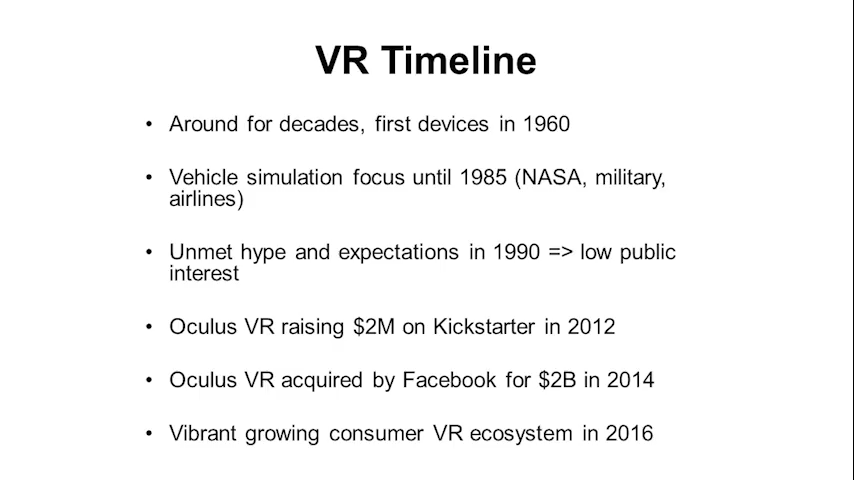 VR Timeline
• Around for decades, first devices in 1960
• Vehicle simulation focus until 1985 (NASA, military,
airlines)
• Unmet hype and expectations in 1990 => low public
interest
• Oculus VR raising $2M on Kickstarter in 2012
• Oculus VR acquired by Facebook for $2B in 2014
• Vibrant growing consumer VR ecosystem in 2016